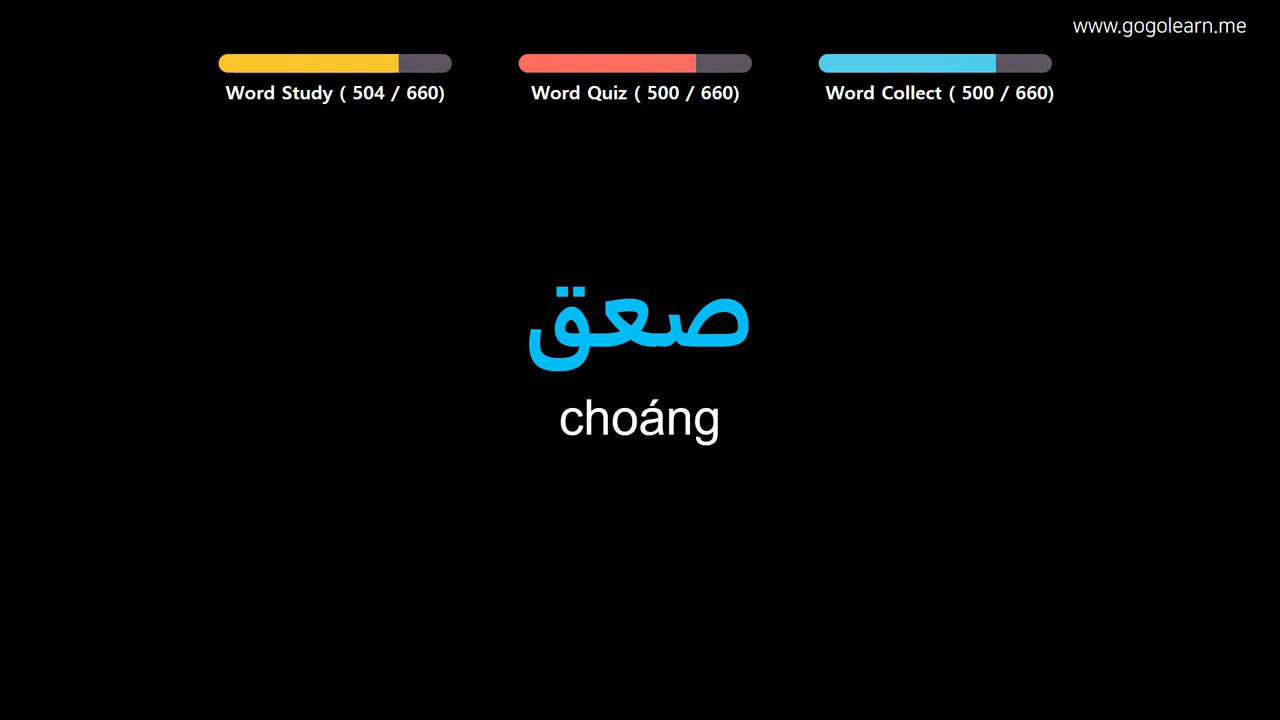 www.gogolearn.me
Word Study ( 504 / 660)
Word Quiz ( 500 / 660)
Word Collect ( 500 / 660)
صعق
choáng